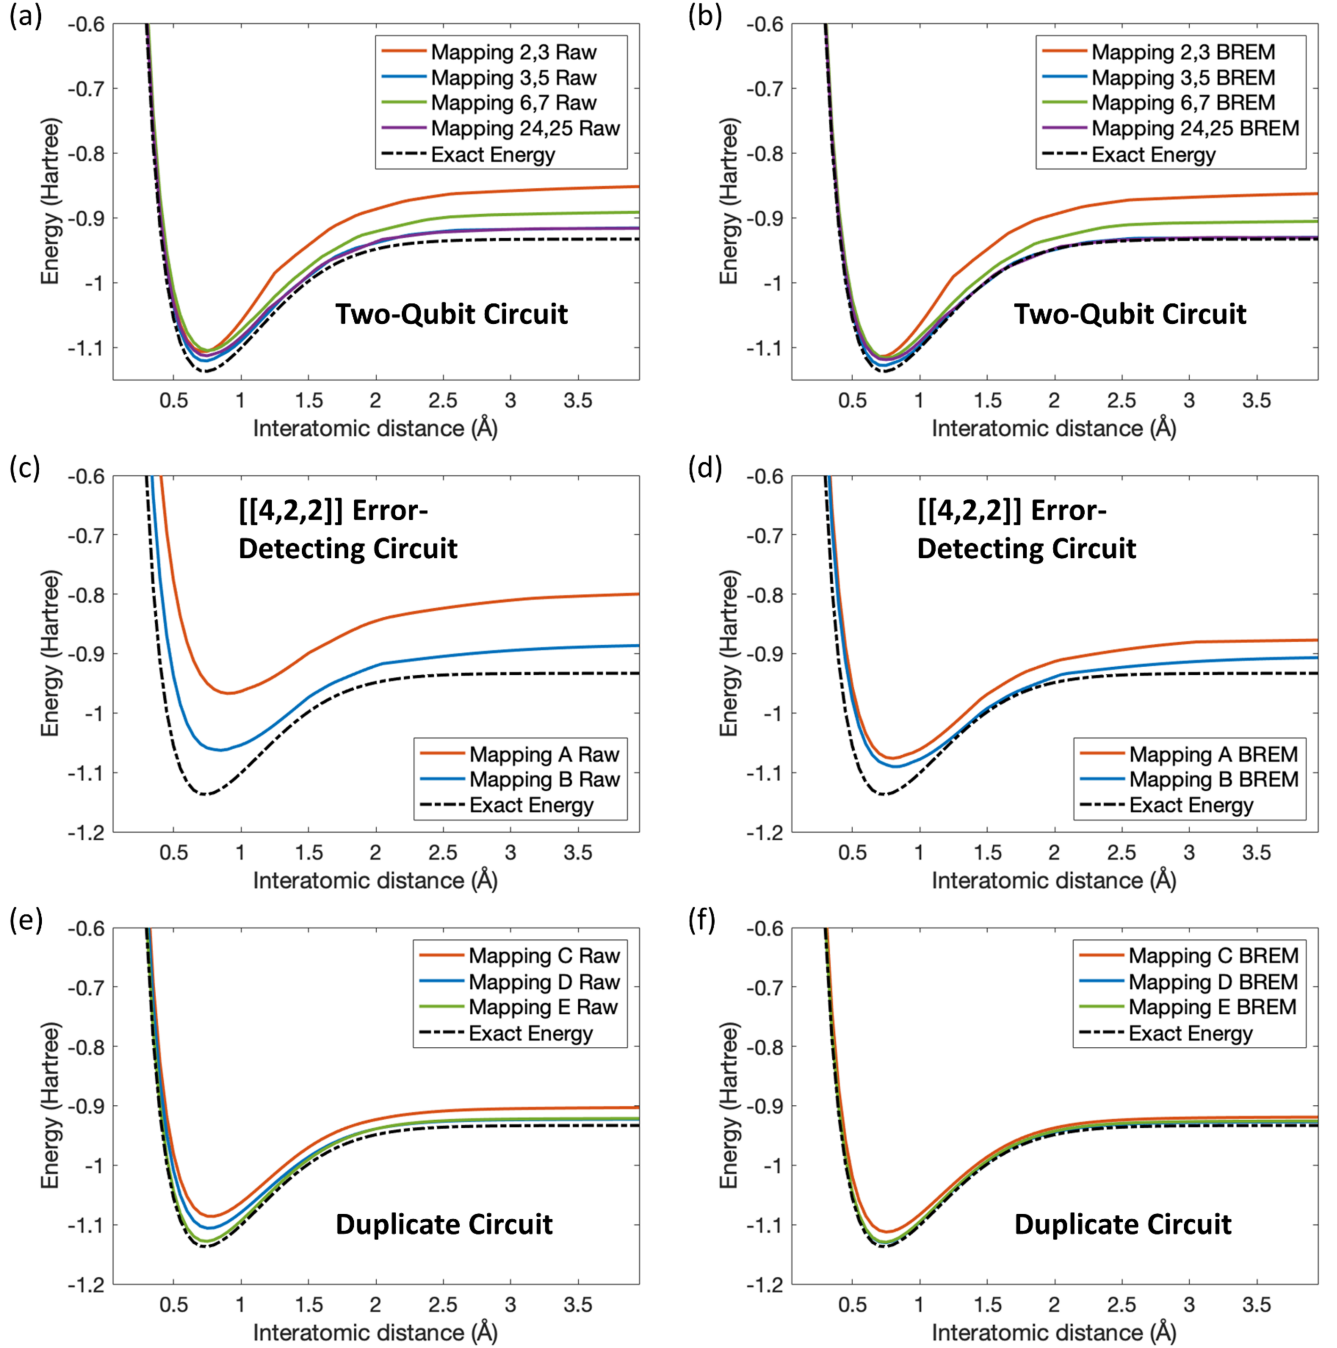 (a)
-0.6
-0.7
-0.8
-0.9
-1
-1.1
Energy (Hartree)
Mapping 2,3 Raw
Mapping 3,5 Raw
Mapping 6,7 Raw
Mapping 24,25 Raw
Exact Energy
Two-Qubit Circuit
0.5 1 1.5 2 2.5 3 3.5
Interatomic distance (Å)
(b)
-0.6
-0.7
-0.8
-0.9
-1
-1.1
Energy (Hartree)
Mapping 2,3 BREM
Mapping 3,5 BREM
Mapping 6,7 BREM
Mapping 24,25 BREM
Exact Energy
Two-Qubit Circuit
0.5 1 1.5 2 2.5 3 3.5
Interatomic distance (Å)
(c)
-0.6
-0.7
-0.8
-0.9
-1
-1.1
-1.2
Energy (Hartree)
[[4,2,2]] Error-
Detecting Circuit
Mapping A Raw
Mapping B Raw
Exact Energy
0.5 1 1.5 2 2.5 3 3.5
Interatomic distance (Å)
(d)
-0.6
-0.7
-0.8
-0.9
-1
-1.1
-1.2
Energy (Hartree)
[[4,2,2]] Error-
Detecting Circuit
Mapping A BREM
Mapping B BREM
Exact Energy
0.5 1 1.5 2 2.5 3 3.5
Interatomic distance (Å)
(e)
-0.6
-0.7
-0.8
-0.9
-1
-1.1
-1.2
Energy (Hartree)
Mapping C Raw
Mapping D Raw
Mapping E Raw
Exact Energy
Duplicate Circuit
0.5 1 1.5 2 2.5 3 3.5
Interatomic distance (Å)
(f)
-0.6
-0.7
-0.8
-0.9
-1
-1.1
-1.2
Energy (Hartree)
Mapping C BREM
Mapping D BREM
Mapping E BREM
Exact Energy
Duplicate Circuit
0.5 1 1.5 2 2.5 3 3.5
Interatomic distance (Å)